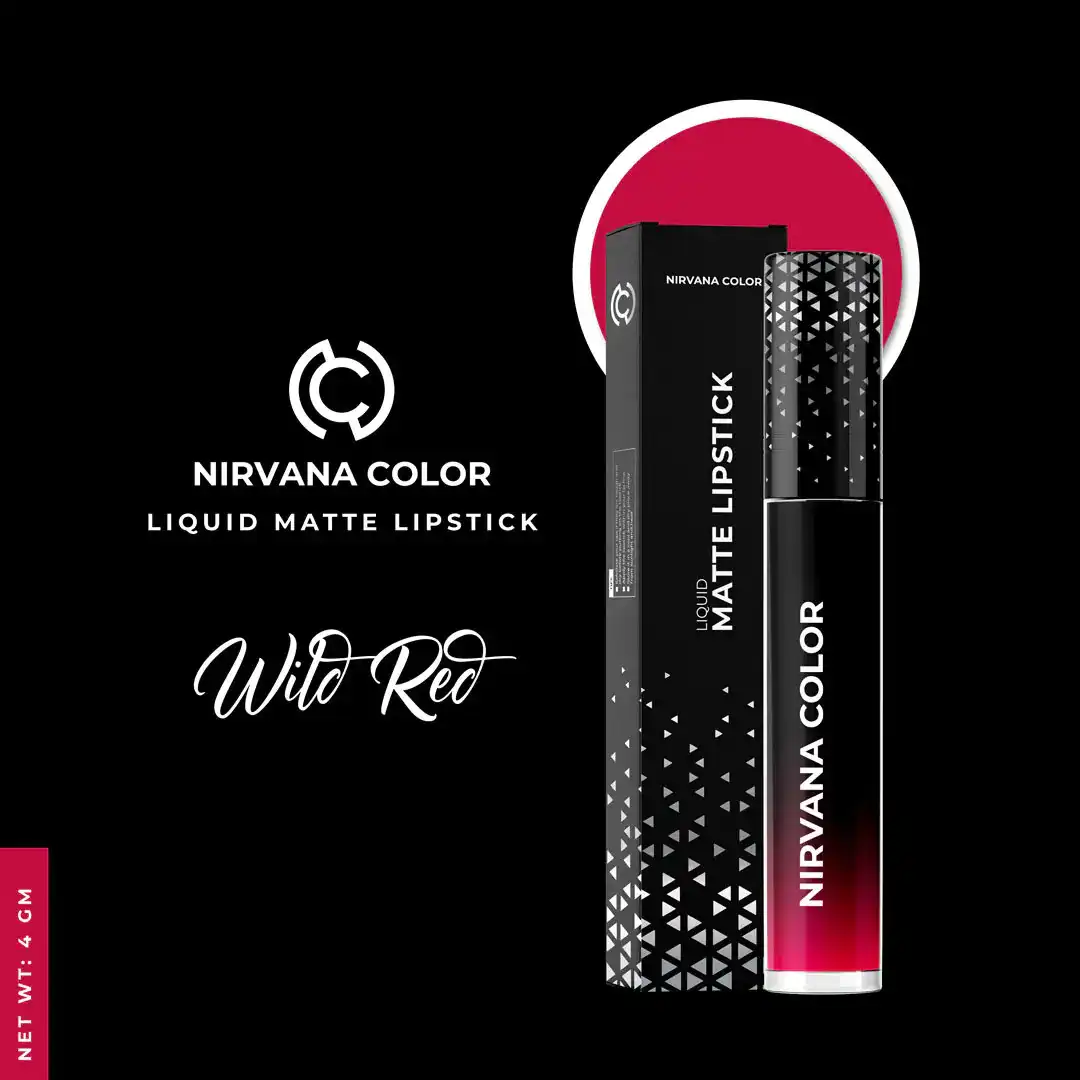 NIRVANA COLOR
LIQUID MATTE LIPSTICK
Wild Red
NET WT: 4 GM
NIRVANA COLOR
LIQUID
MATTE LIPSTICK
NIRVANA COLOR